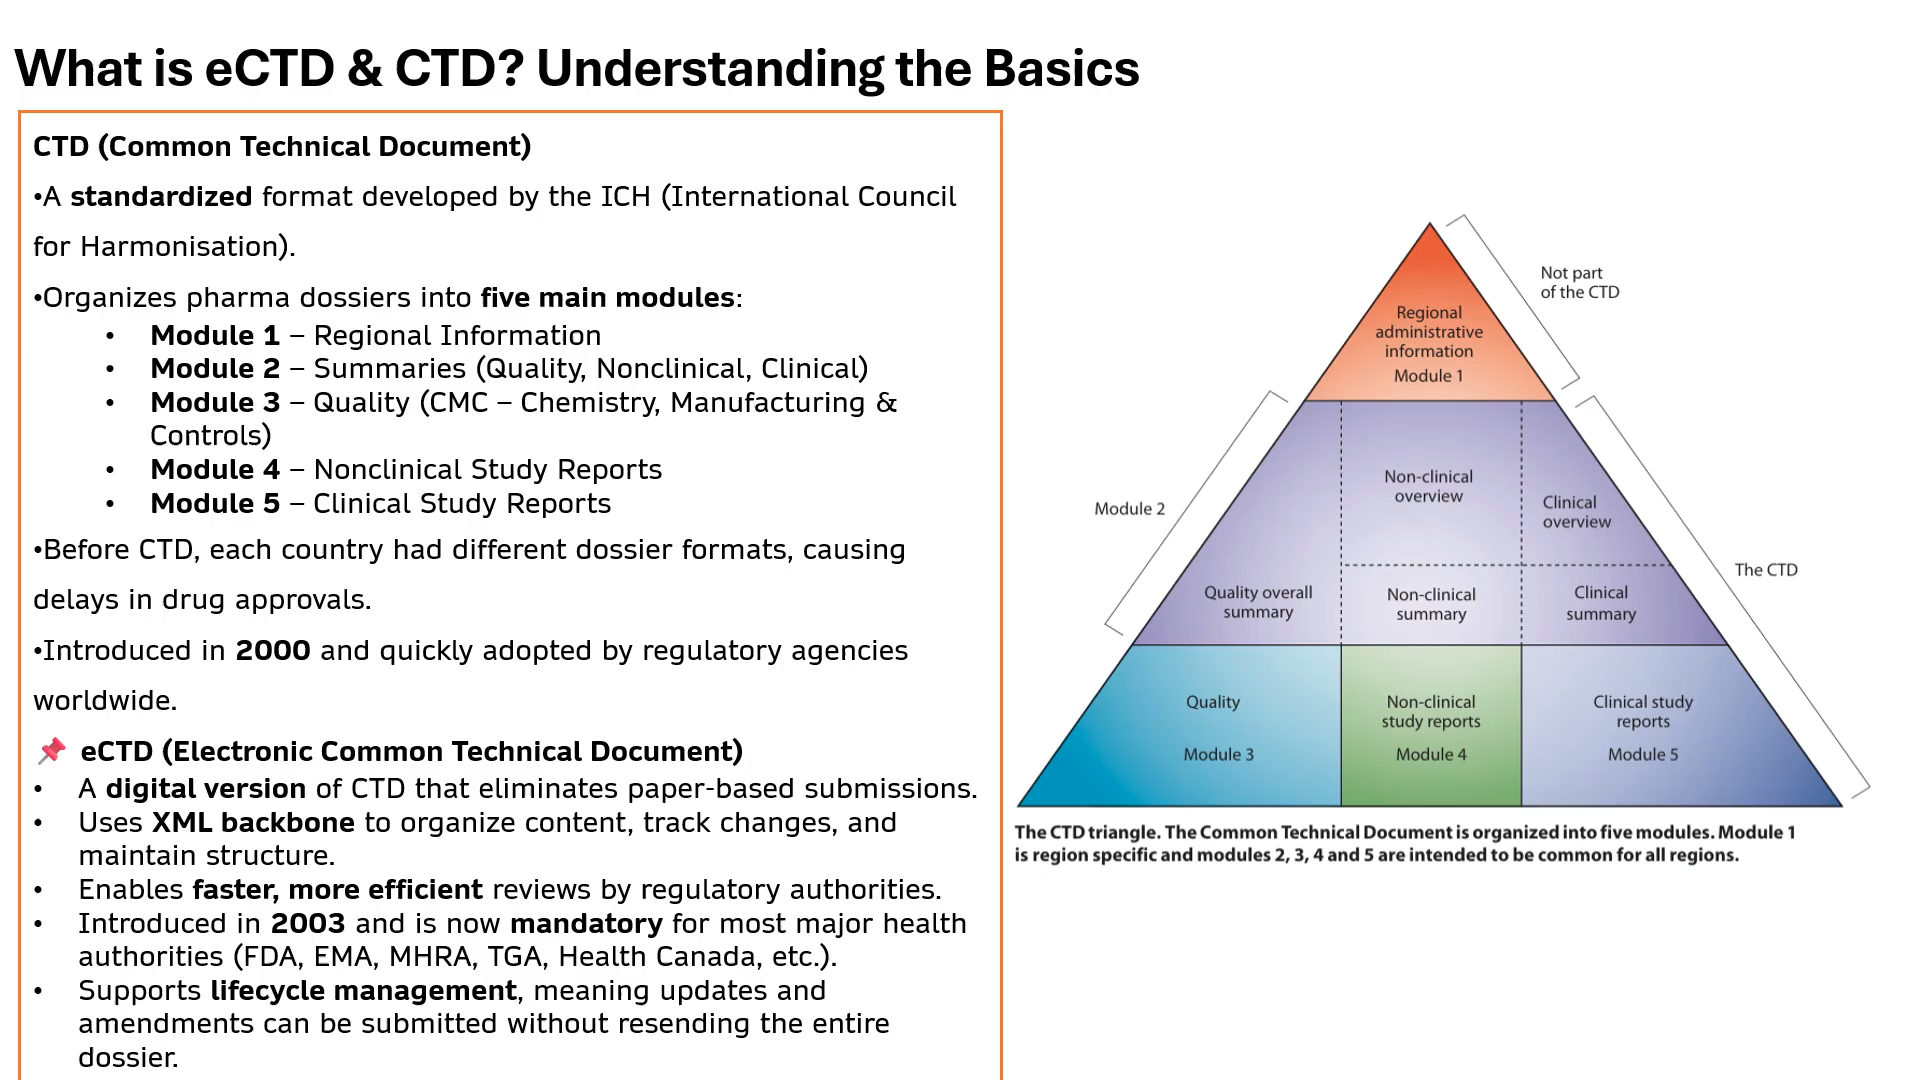 What is eCTD & CTD? Understanding the Basics
CTD (Common Technical Document)
•A standardized format developed by the ICH (International Council
for Harmonisation).
•Organizes pharma dossiers into five main modules:
• Module 1 – Regional Information
• Module 2 – Summaries (Quality, Nonclinical, Clinical)
• Module 3 – Quality (CMC – Chemistry, Manufacturing &
Controls)
• Module 4 – Nonclinical Study Reports
• Module 5 – Clinical Study Reports
•Before CTD, each country had different dossier formats, causing
delays in drug approvals.
•Introduced in 2000 and quickly adopted by regulatory agencies
worldwide.
📌 eCTD (Electronic Common Technical Document)
• A digital version of CTD that eliminates paper-based submissions.
• Uses XML backbone to organize content, track changes, and
maintain structure.
• Enables faster, more efficient reviews by regulatory authorities.
• Introduced in 2003 and is now mandatory for most major health
authorities (FDA, EMA, MHRA, TGA, Health Canada, etc.).
• Supports lifecycle management, meaning updates and
amendments can be submitted without resending the entire
dossier.
Not part
of the CTD
Regional
administrative
information
Module 1
Module 2
Non-clinical
overview
Clinical
overview
The CTD
Quality overall
summary
Non-clinical
summary
Clinical
summary
Quality
Module 3
Non-clinical
study reports
Module 4
Clinical study
reports
Module 5
The CTD triangle. The Common Technical Document is organized into five modules. Module 1
is region specific and modules 2, 3, 4 and 5 are intended to be common for all regions.